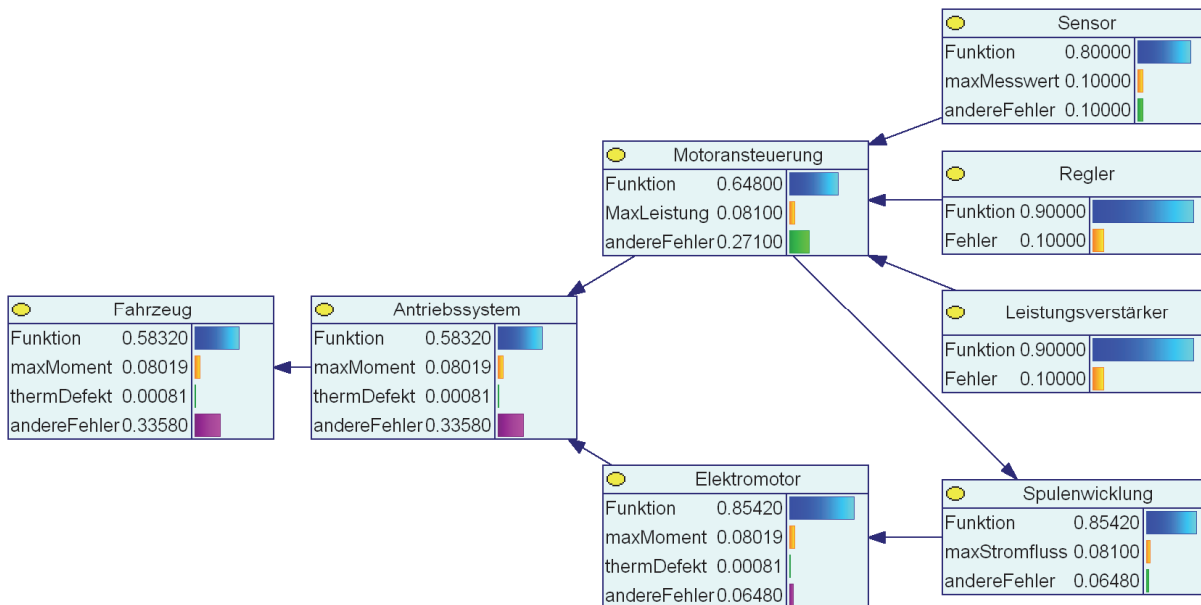 Sensor
Funktion 0.80000
maxMesswert 0.10000
andereFehler 0.10000
Motoransteuerung
Funktion 0.64800
MaxLeistung 0.08100
andereFehler 0.27100
Regler
Funktion 0.90000
Fehler 0.10000
Leistungsverstärker
Funktion 0.90000
Fehler 0.10000
Fahrzeug
Funktion 0.58320
maxMoment 0.08019
thermDefekt 0.00081
andereFehler 0.33580
Antriebssystem
Funktion 0.58320
maxMoment 0.08019
thermDefekt 0.00081
andereFehler 0.33580
Elektromotor
Funktion 0.85420
maxMoment 0.08019
thermDefekt 0.00081
andereFehler 0.06480
Spulenwicklung
Funktion 0.85420
maxStromfluss 0.08100
andereFehler 0.06480